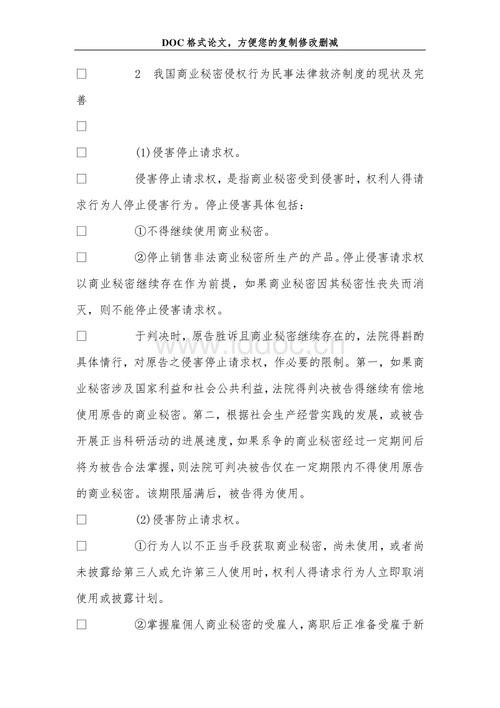 DOC格式论文，方便您的复制修改删减
□ 2 我国商业秘密侵权行为民事法律救济制度的现状及完
善
□
□ (1)侵害停止请求权。
□ 侵害停止请求权，是指商业秘密受到侵害时，权利人得请
求行为人停止侵害行为。停止侵害具体包括:
□ ①不得继续使用商业秘密。
□ ②停止销售非法商业秘密所生产的产品。停止侵害请求权
以商业秘密继续存在作为前提，如果商业秘密因其秘密性丧失而消
灭，则不能停止侵害请求权。
□ 于判决时，原告胜诉且商业秘密继续存在的，法院得斟酌
具体情行，对原告之侵害停止请求权，作必要的限制。第一，如果商
业秘密涉及国家利益和社会公共利益，法院得判决被告得继续有偿地
使用原告的商业秘密。第二，根据社会生产经营实践的发展，或被告
开展正当科研活动的进展速度，如果系争的商业秘密经过一定期间后
将为被告合法掌握，则法院可判决被告仅在一定期限内不得使用原告
的商业秘密。该期限届满后，被告得为使用。
□ (2)侵害防止请求权。
□ ①行为人以不正当手段获取商业秘密，尚未使用，或者尚
未披露给第三人或允许第三人使用时，权利人得请求行为人立即取消
使用或披露计划。
□ ②掌握雇佣人商业秘密的受雇人，离职后正准备受雇于新